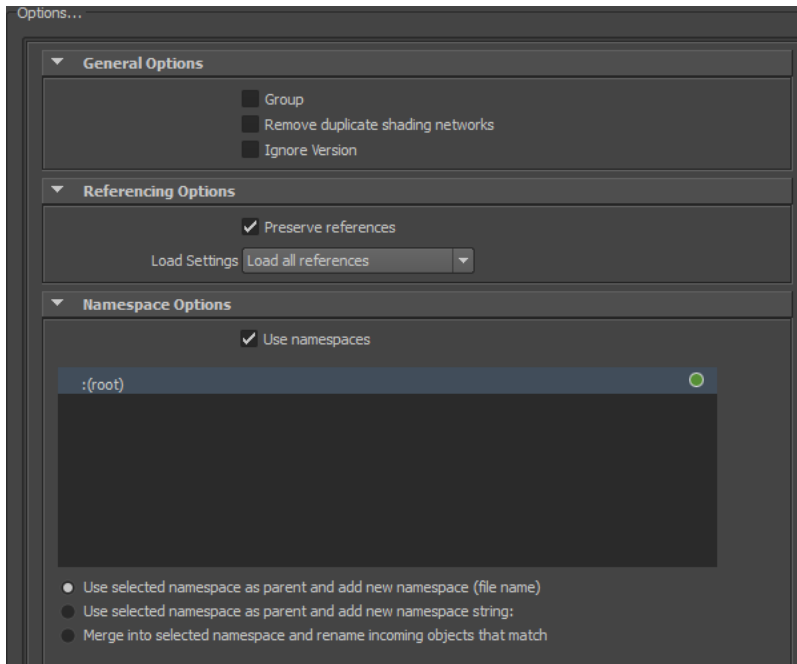 Options...
General Options
Group
Remove duplicate shading networks
Ignore Version
Referencing Options
Preserve references
Load Settings Load all references
Namespace Options
Use namespaces
:(root)
Use selected namespace as parent and add new namespace (file name)
Use selected namespace as parent and add new namespace string:
Merge into selected namespace and rename incoming objects that match